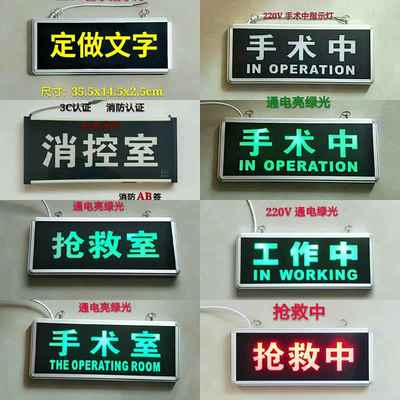 定做文字
尺寸: 35.5x14.5x2.5cm
220V 手术中指示灯
手术中
IN OPERATION
3C认证 消防认证
消控室
消防AB签
通电亮绿光
手术中
IN OPERATION
通电亮绿光
抢救室
220V 通电绿光
工作中
IN WORKING
通电亮绿光
手术室
THE OPERATING ROOM
抢救中
抢救中